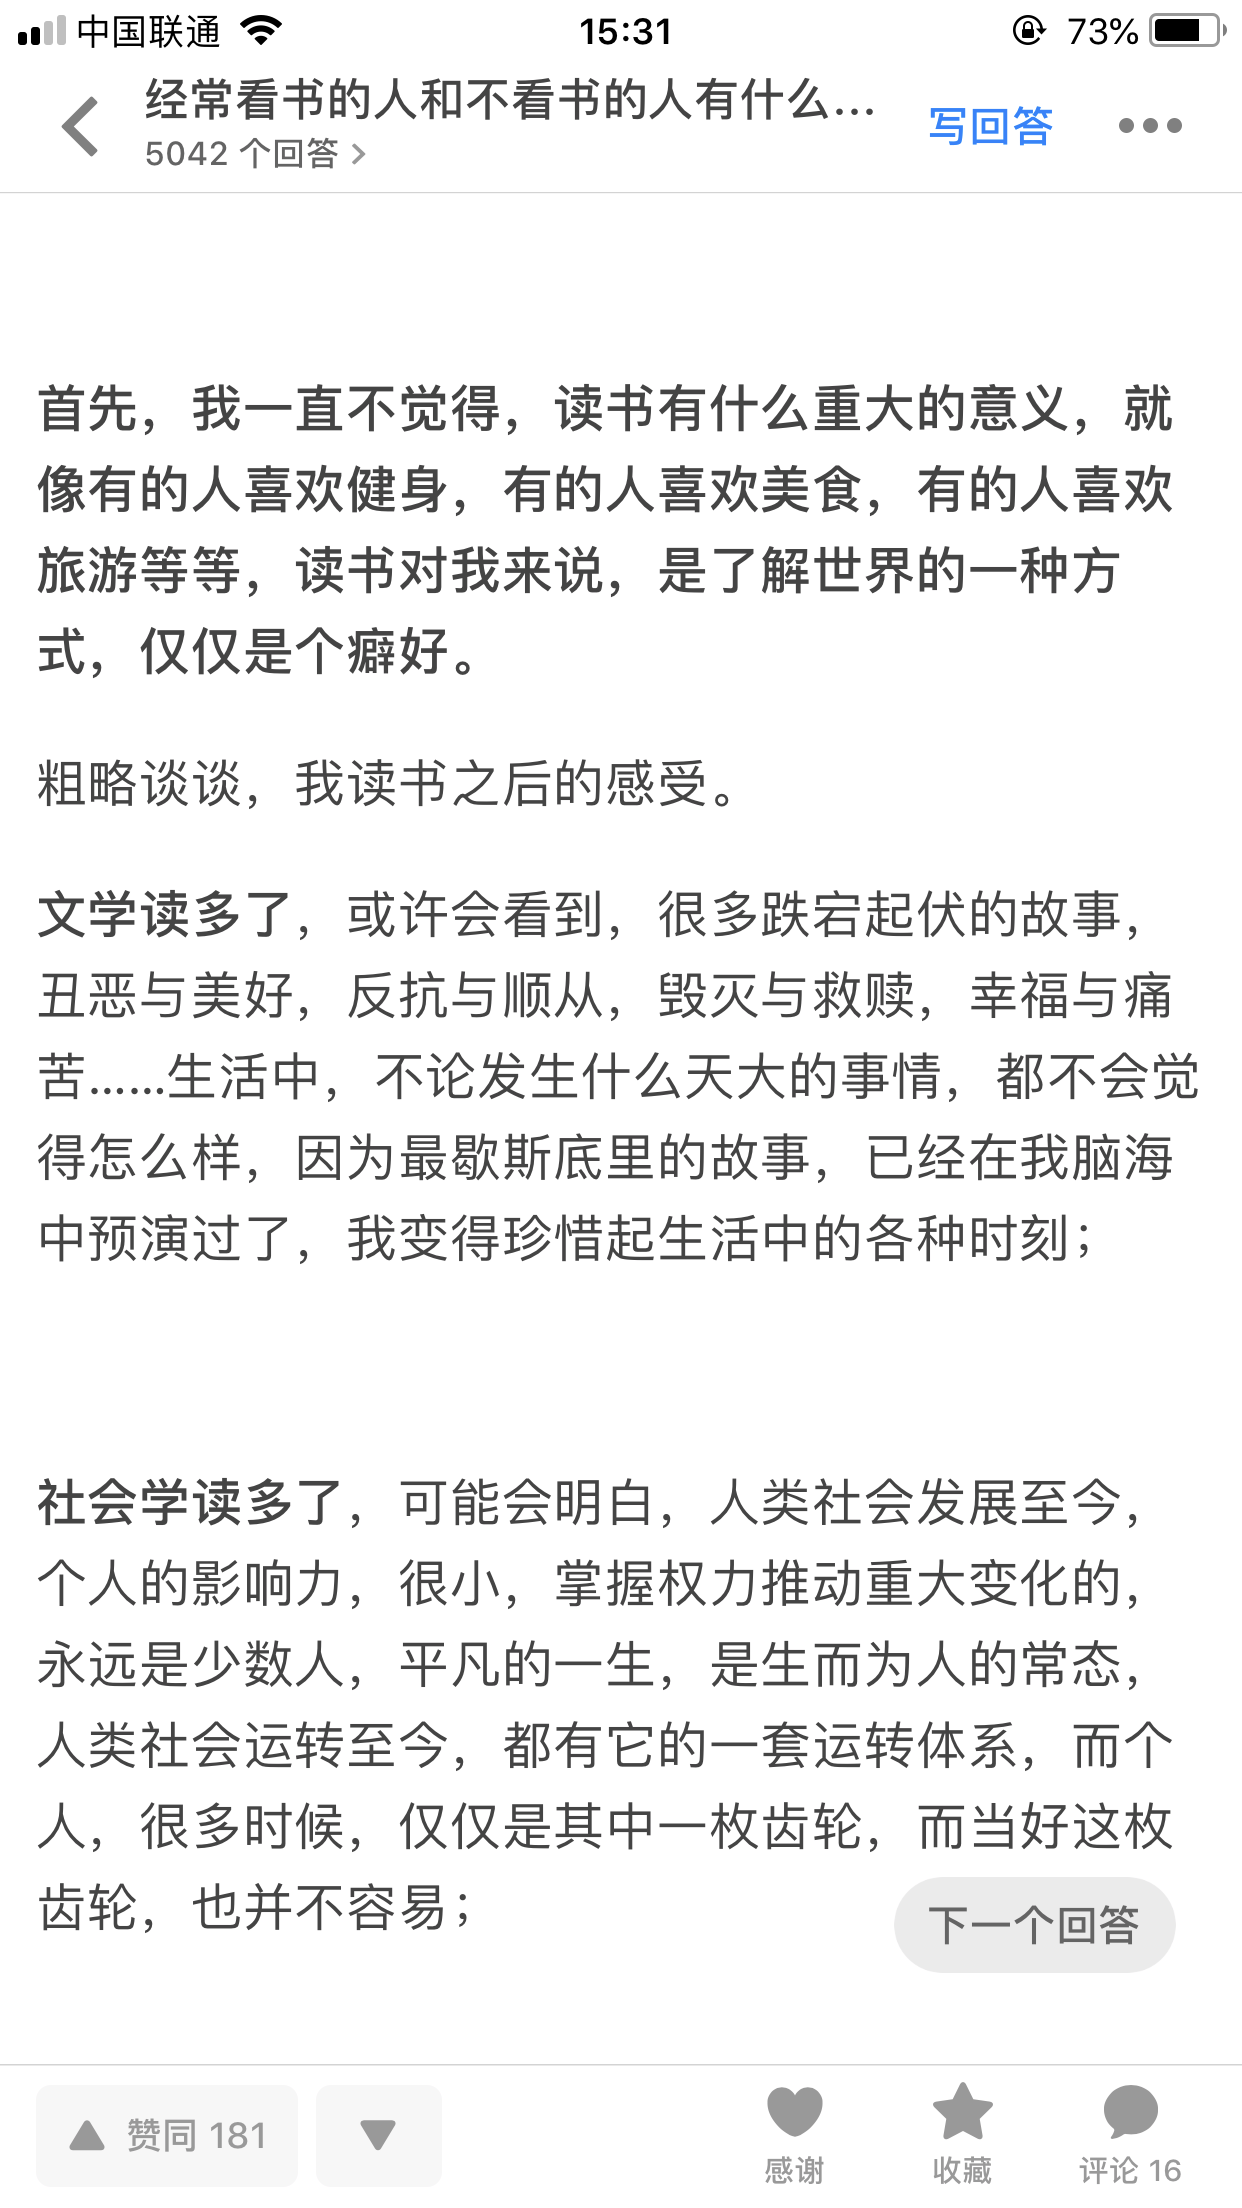 中国联通
15:31
73%
经常看书的人和不看书的人有什么...
5042 个回答
写回答
首先，我一直不觉得，读书有什么重大的意义，就
像有的人喜欢健身，有的人喜欢美食，有的人喜欢
旅游等等，读书对我来说，是了解世界的一种方
式，仅仅是个癖好。
粗略谈谈，我读书之后的感受。
文学读多了，或许会看到，很多跌宕起伏的故事，
丑恶与美好，反抗与顺从，毁灭与救赎，幸福与痛
苦......生活中，不论发生什么天大的事情，都不会觉
得怎么样，因为最歇斯底里的故事，已经在我脑海
中预演过了，我变得珍惜起生活中的各种时刻；
社会学读多了，可能会明白，人类社会发展至今，
个人的影响力，很小，掌握权力推动重大变化的，
永远是少数人，平凡的一生，是生而为人的常态，
人类社会运转至今，都有它的一套运转体系，而个
人，很多时候，仅仅是其中一枚齿轮，而当好这枚
齿轮，也并不容易；
下一个回答
赞同 181
感谢
收藏
评论 16